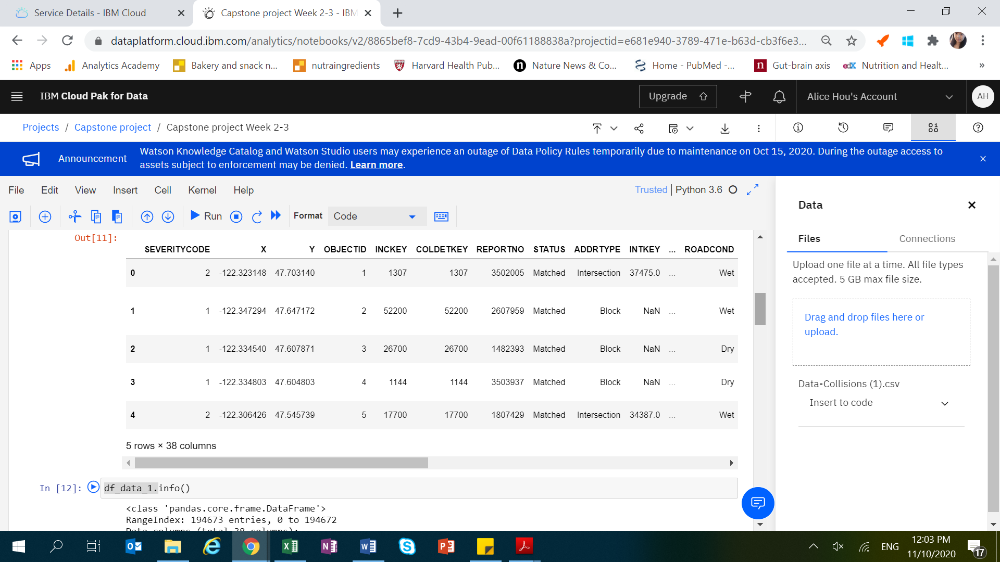 Service Details - IBM Cloud
Capstone project Week 2-3 - IBM
dataplatform.cloud.ibm.com/analytics/notebooks/v2/8865bef8-7cd9-43b4-9ead-00f61188838a?projectid=e681e940-3789-471e-b63d-cb3f6e3...
Apps Analytics Academy Bakery and snack n... nutraingredients Harvard Health Pub... n Nature News & Co... Home - PubMed -... n Gut-brain axis edX Nutrition and Healt... »
IBM Cloud Pak for Data Upgrade Alice Hou's Account AH
Projects / Capstone project / Capstone project Week 2-3
Announcement
Watson Knowledge Catalog and Watson Studio users may experience an outage of Data Policy Rules temporarily due to maintenance on Oct 15, 2020. During the outage access to
assets subject to enforcement may be denied. Learn more.
File Edit View Insert Cell Kernel Help Trusted | Python 3.6
Run Format Code
Out[11]:
SEVERITYCODE X Y OBJECTID INCKEY COLDETKEY REPORTNO STATUS ADDRTYPE INTKEY ... ROADCOND
0 2 -122.323148 47.703140 1 1307 1307 3502005 Matched Intersection 37475.0 ... Wet
1 1 -122.347294 47.647172 2 52200 52200 2607959 Matched Block NaN ... Wet
2 1 -122.334540 47.607871 3 26700 26700 1482393 Matched Block NaN ... Dry
3 1 -122.334803 47.604803 4 1144 1144 3503937 Matched Block NaN ... Dry
4 2 -122.306426 47.545739 5 17700 17700 1807429 Matched Intersection 34387.0 ... Wet
5 rows × 38 columns
In [12]: df_data_1.info()
<class 'pandas.core.frame.DataFrame'>
RangeIndex: 194673 entries, 0 to 194672
Data columns (total 38 columns):
Data
Files Connections
Upload one file at a time. All file types
accepted. 5 GB max file size.
Drag and drop files here or
upload.
Data-Collisions (1).csv
Insert to code
ENG
12:03 PM
11/10/2020
17